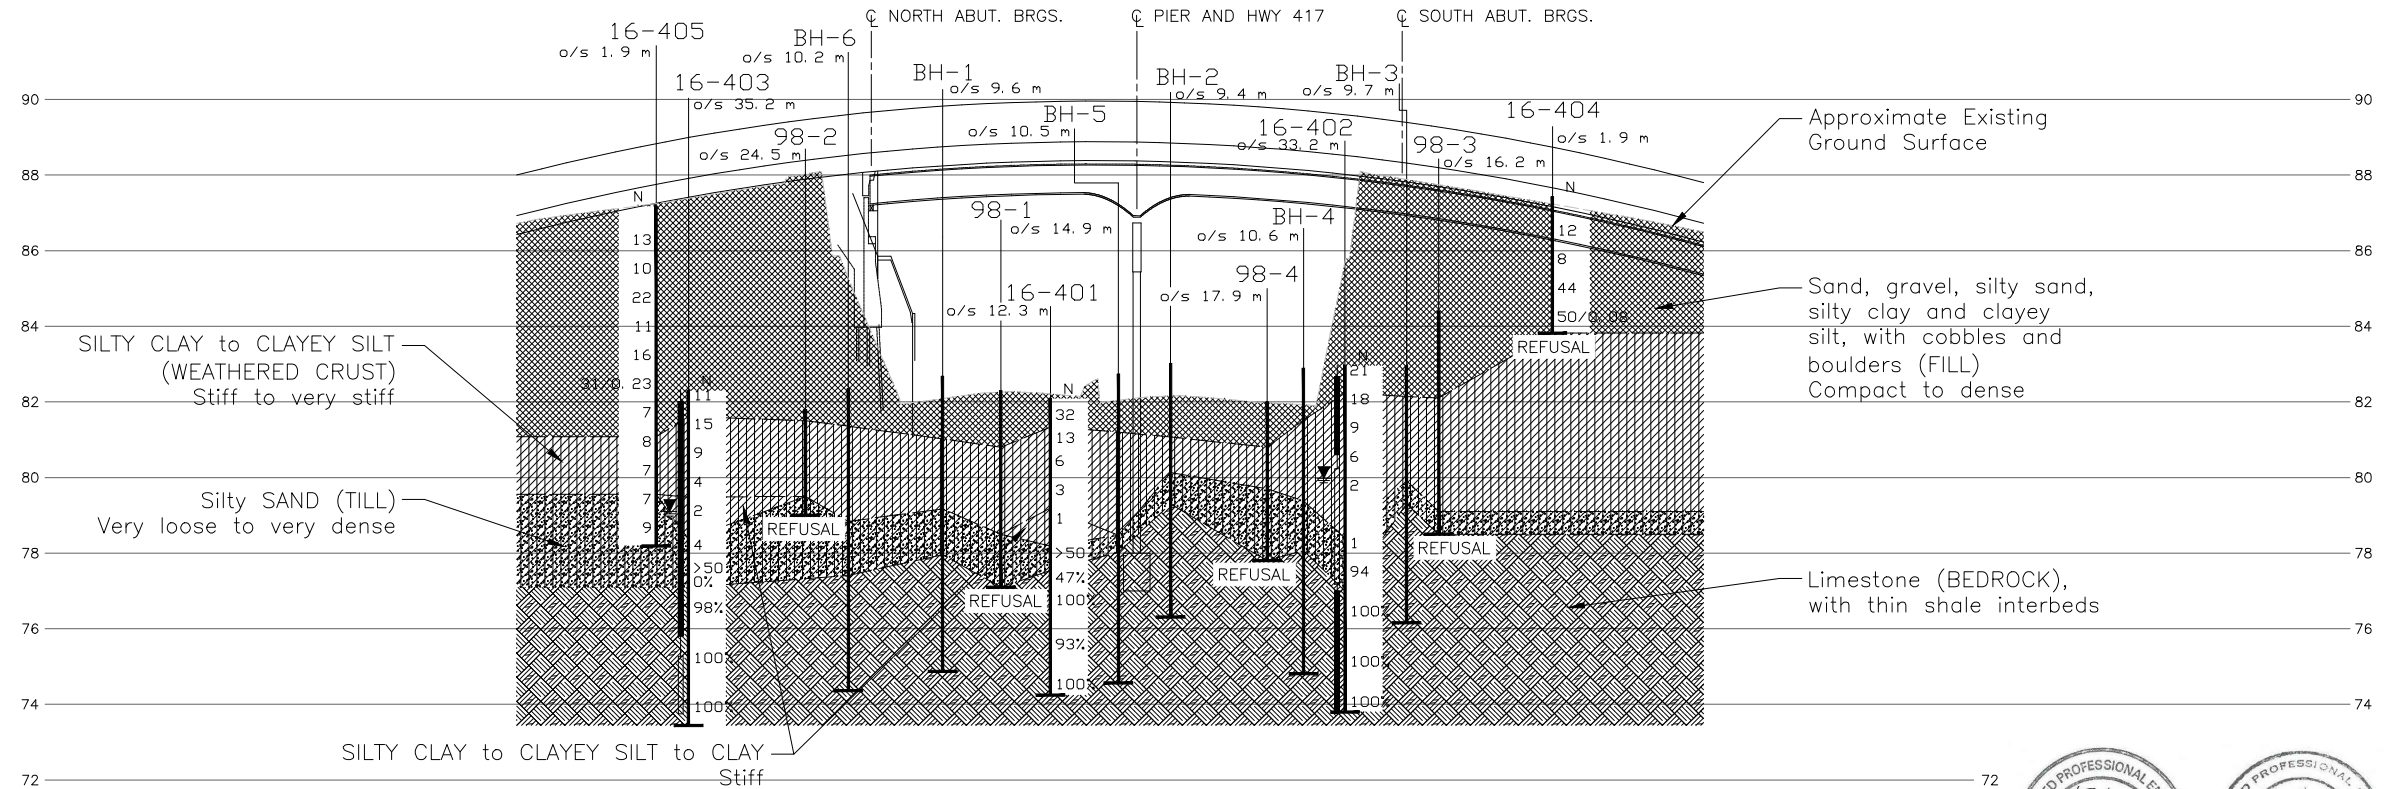 ℄ NORTH ABUT. BRGS.
℄ PIER AND HWY 417
℄ SOUTH ABUT. BRGS.
16-405
o/s 1.9 m
BH-6
o/s 10.2 m
16-403
o/s 35.2 m
BH-1
o/s 9.6 m
BH-2
o/s 9.4 m
BH-3
o/s 9.7 m
90
90
BH-5
o/s 10.5 m
98-2
o/s 24.5 m
16-402
o/s 33.2 m
16-404
o/s 1.9 m
98-3
o/s 16.2 m
Approximate Existing
Ground Surface
88
88
N
N
98-1
o/s 14.9 m
BH-4
o/s 10.6 m
86
86
98-4
o/s 17.9 m
16-401
o/s 12.3 m
13
10
22
11
16
31/0.23
7
8
7
7
9
12
8
44
50/0.08
REFUSAL
Sand, gravel, silty sand,
silty clay and clayey
silt, with cobbles and
boulders (FILL)
Compact to dense
84
84
SILTY CLAY to CLAYEY SILT
(WEATHERED CRUST)
Stiff to very stiff
82
82
N
11
15
9
4
2
4
>50
0%
98%
100%
100%
N
32
13
6
3
1
>50
47%
100%
93%
100%
N
21
18
9
6
2
1
94
100%
100%
100%
80
80
Silty SAND (TILL)
Very loose to very dense
REFUSAL
REFUSAL
REFUSAL
REFUSAL
78
78
Limestone (BEDROCK),
with thin shale interbeds
76
76
74
74
SILTY CLAY to CLAYEY SILT to CLAY
Stiff
72
72
PROFESSIONAL
PROFESSIONAL